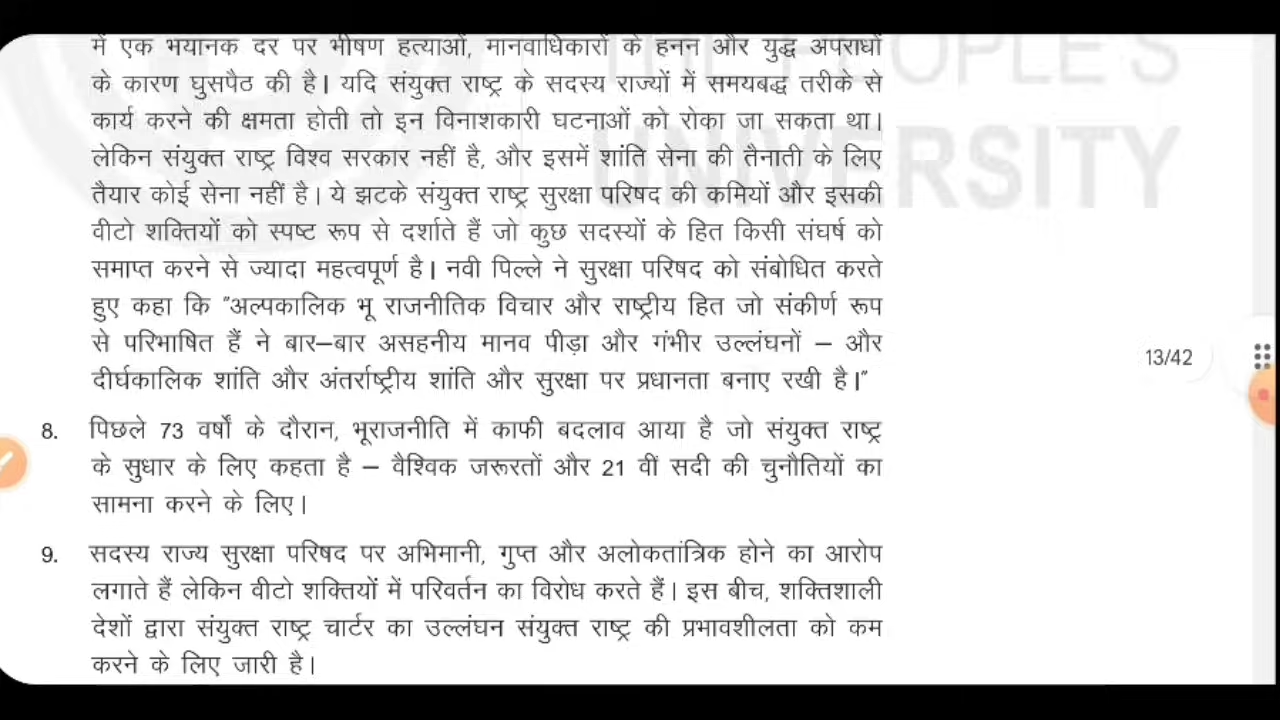 में एक भयानक दर पर भीषण हत्याओं, मानवाधिकारों के हनन और युद्ध अपराधों
के कारण घुसपैठ की है। यदि संयुक्त राष्ट्र के सदस्य राज्यों में समयबद्ध तरीके से
कार्य करने की क्षमता होती तो इन विनाशकारी घटनाओं को रोका जा सकता था।
लेकिन संयुक्त राष्ट्र विश्व सरकार नहीं है, और इसमें शांति सेना की तैनाती के लिए
तैयार कोई सेना नहीं है। ये झटके संयुक्त राष्ट्र सुरक्षा परिषद की कमियों और इसकी
वीटो शक्तियों को स्पष्ट रूप से दर्शाते हैं जो कुछ सदस्यों के हित किसी संघर्ष को
समाप्त करने से ज्यादा महत्वपूर्ण है। नवी पिल्ले ने सुरक्षा परिषद को संबोधित करते
हुए कहा कि "अल्पकालिक भू राजनीतिक विचार और राष्ट्रीय हित जो संकीर्ण रूप
से परिभाषित हैं ने बार–बार असहनीय मानव पीड़ा और गंभीर उल्लंघनों – और
दीर्घकालिक शांति और अंतर्राष्ट्रीय शांति और सुरक्षा पर प्रधानता बनाए रखी है।"
8. पिछले 73 वर्षों के दौरान, भूराजनीति में काफी बदलाव आया है जो संयुक्त राष्ट्र
के सुधार के लिए कहता है – वैश्विक जरूरतों और 21 वीं सदी की चुनौतियों का
सामना करने के लिए।
9. सदस्य राज्य सुरक्षा परिषद पर अभिमानी, गुप्त और अलोकतांत्रिक होने का आरोप
लगाते हैं लेकिन वीटो शक्तियों में परिवर्तन का विरोध करते हैं। इस बीच, शक्तिशाली
देशों द्वारा संयुक्त राष्ट्र चार्टर का उल्लंघन संयुक्त राष्ट्र की प्रभावशीलता को कम
करने के लिए जारी है।
THE PEOPLE'S
UNIVERSITY
13/42